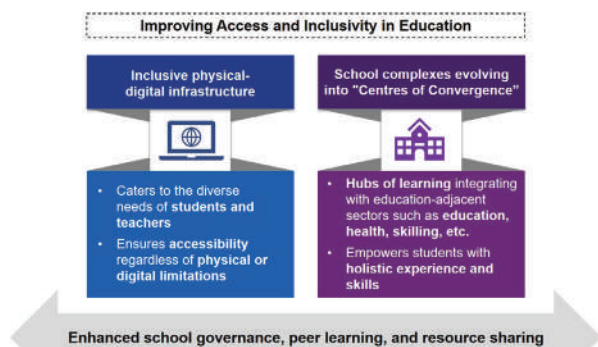 Improving Access and Inclusivity in Education
Inclusive physical-
digital infrastructure
• Caters to the diverse
needs of students and
teachers
• Ensures accessibility
regardless of physical or
digital limitations
School complexes evolving
into "Centres of Convergence”
• Hubs of learning integrating
with education-adjacent
sectors such as education,
health, skilling, etc.
• Empowers students with
holistic experience and
skills
Enhanced school governance, peer learning, and resource sharing